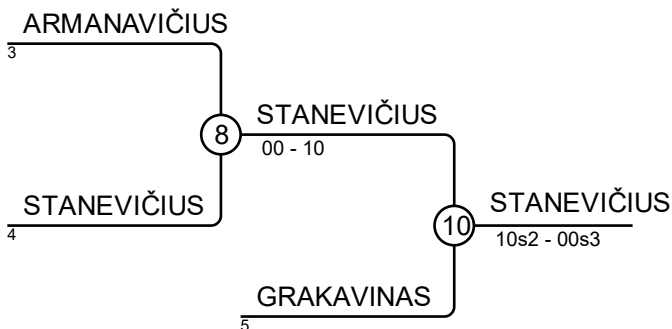 ARMANAVIČIUS
3
8
STANEVIČIUS
00 - 10
STANEVIČIUS
4
10
STANEVIČIUS
10s2 - 00s3
GRAKAVINAS
5